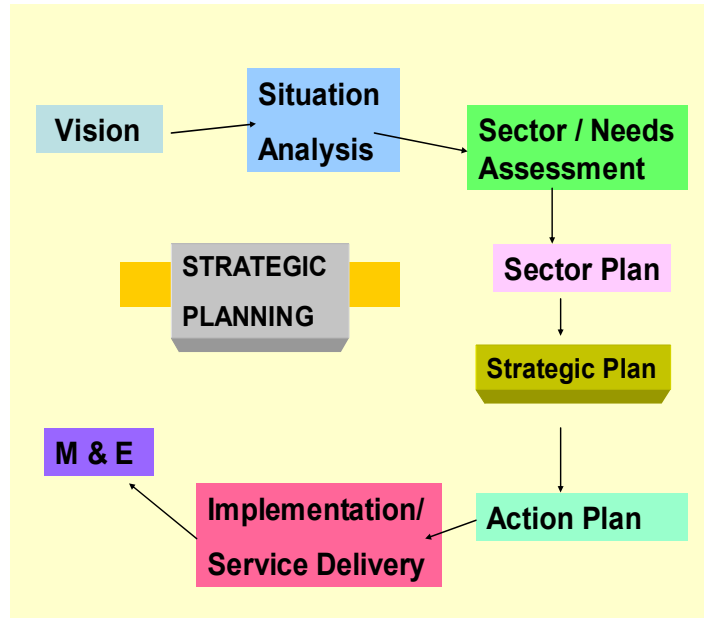 Vision
Situation
Analysis
Sector / Needs
Assessment
Sector Plan
STRATEGIC
PLANNING
Strategic Plan
Action Plan
Implementation/
Service Delivery
M & E